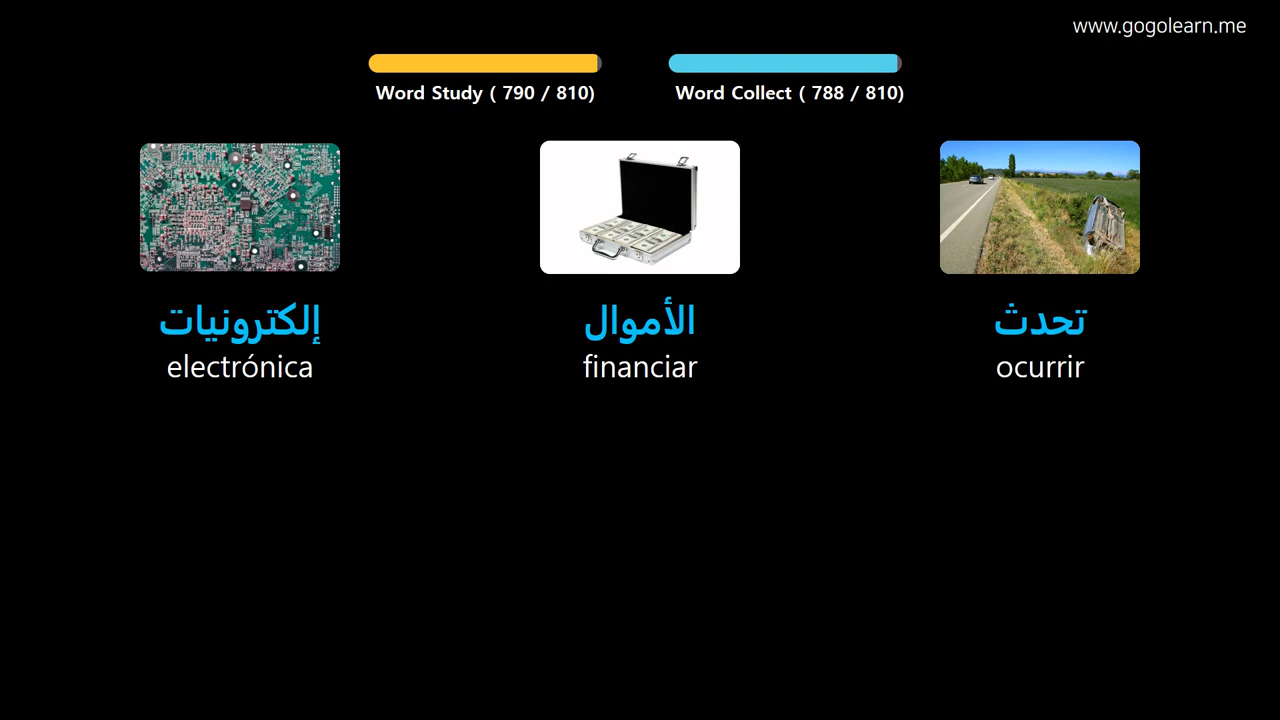 www.gogolearn.me
Word Study ( 790 / 810)
Word Collect ( 788 / 810)
إلكترونيات
electrónica
الأموال
financiar
تحدث
ocurrir